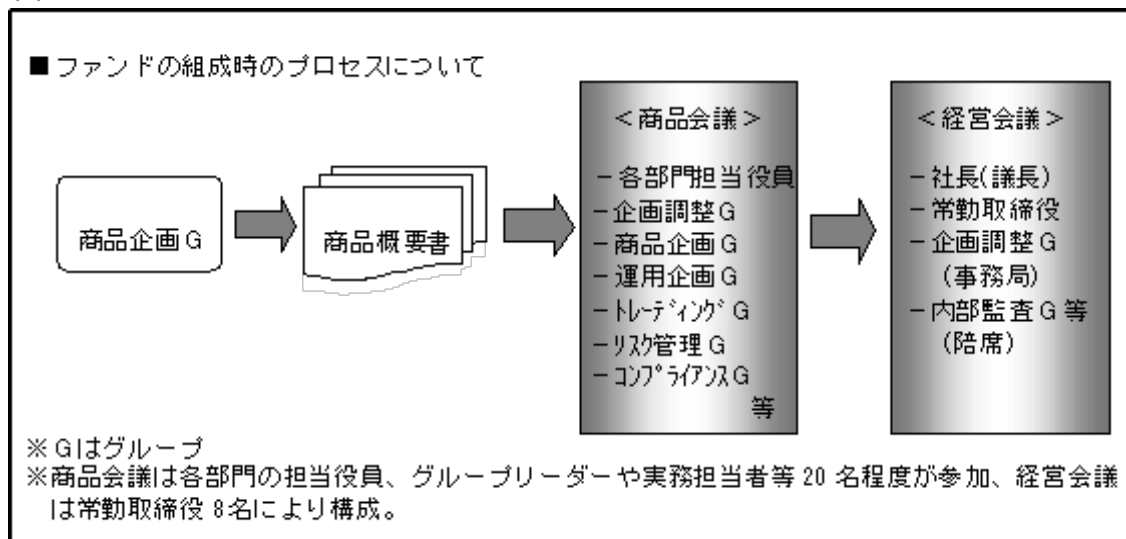 ■ファンドの組成時のプロセスについて
商品企画G
商品概要書
＜商品会議＞
－各部門担当役員
－企画調整G
－商品企画G
－運用企画G
－ﾄﾚｰﾃﾞｨﾝｸﾞG
－ﾘｽｸ管理G
－ｺﾝﾌﾟﾗｲｱﾝｽG
等
＜経営会議＞
－社長(議長)
－常勤取締役
－企画調整G
(事務局)
－内部監査G等
(陪席)
※Gはグループ
※商品会議は各部門の担当役員、グループリーダーや実務担当者等20名程度が参加、経営会議
は常勤取締役8名により構成。